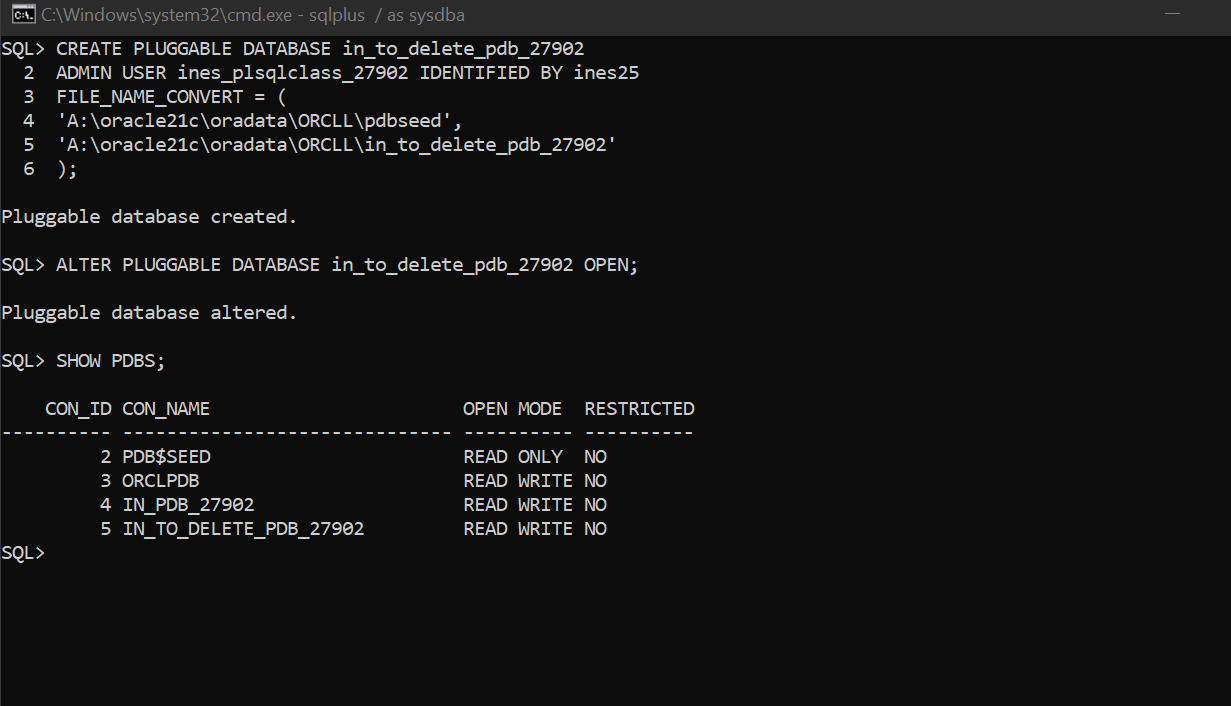 C:\Windows\system32\cmd.exe - sqlplus  / as sysdba
SQL> CREATE PLUGGABLE DATABASE in_to_delete_pdb_27902
  2  ADMIN USER ines_plsqlclass_27902 IDENTIFIED BY ines25
  3  FILE_NAME_CONVERT = (
  4  'A:\oracle21c\oradata\ORCLL\pdbseed',
  5  'A:\oracle21c\oradata\ORCLL\in_to_delete_pdb_27902'
  6  );
Pluggable database created.
SQL> ALTER PLUGGABLE DATABASE in_to_delete_pdb_27902 OPEN;
Pluggable database altered.
SQL> SHOW PDBS;
    CON_ID CON_NAME                       OPEN MODE  RESTRICTED
---------- ------------------------------ ---------- ----------
         2 PDB$SEED                       READ ONLY  NO
         3 ORCLPDB                        READ WRITE NO
         4 IN_PDB_27902                   READ WRITE NO
         5 IN_TO_DELETE_PDB_27902         READ WRITE NO
SQL>